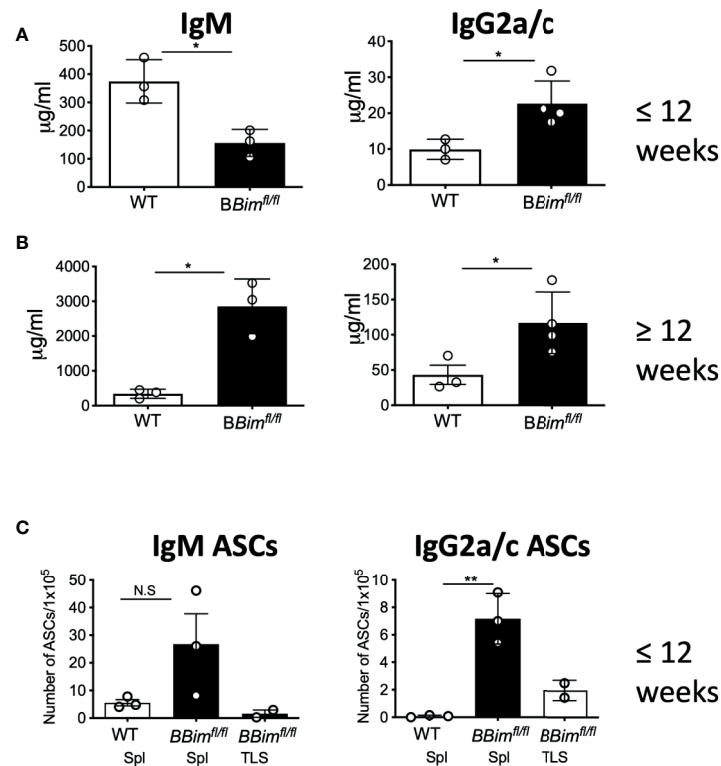 A
IgM
IgG2a/c
µg/ml
500
400
300
200
100
0
*
WT
BBimfl/fl
µg/ml
40
30
20
10
0
*
WT
BBimfl/fl
≤ 12
weeks
B
µg/ml
4000
3000
2000
1000
0
*
WT
BBimfl/fl
µg/ml
200
150
100
50
0
*
WT
BBimfl/fl
≥ 12
weeks
C
IgM ASCs
IgG2a/c ASCs
Number of ASCs/1x10⁵
50
40
30
20
10
0
N.S
WT
BBimfl/fl
BBimfl/fl
Spl
Spl
TLS
Number of ASCs/1x10⁵
10
8
6
4
2
0
**
WT
BBimfl/fl
BBimfl/fl
Spl
Spl
TLS
≤ 12
weeks